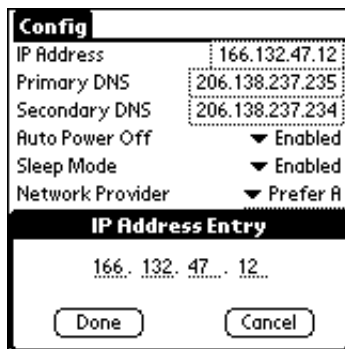 Config
IP Address 166.132.47.12
Primary DNS 206.138.237.235
Secondary DNS 206.138.237.234
Auto Power Off Enabled
Sleep Mode Enabled
Network Provider Prefer A
IP Address Entry
166. 132. 47 . 12
Done Cancel